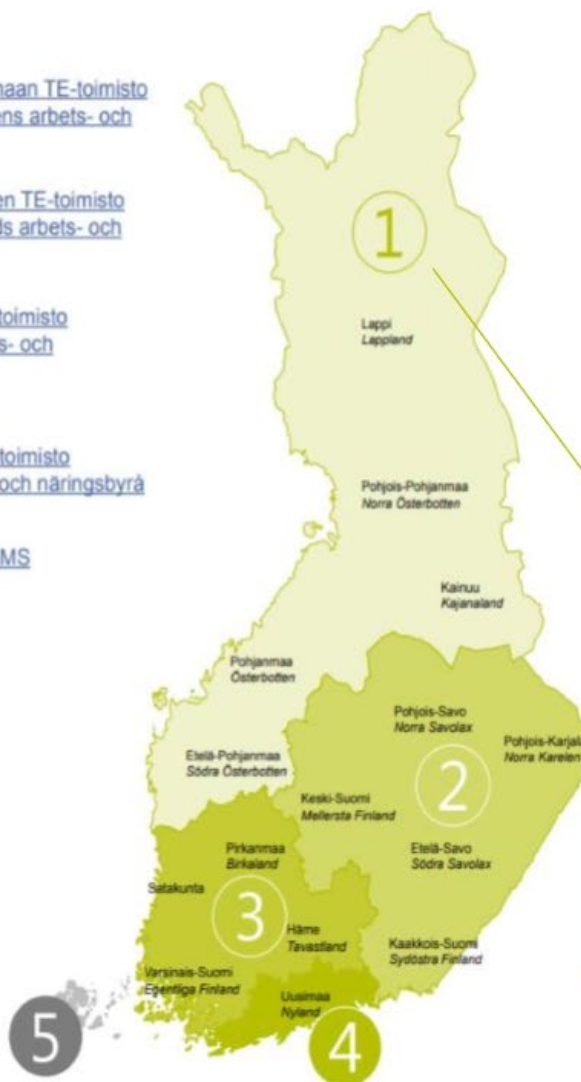 maan TE-toimisto
ens arbets- och
en TE-toimisto
ds arbets- och
toimisto
s- och
toimisto
och näringsbyrå
MS
1
Lappi
Lappland
Pohjois-Pohjanmaa
Norra Österbotten
Kainuu
Kajanaland
Pohjanmaa
Österbotten
Pohjois-Savo
Norra Savolax
Pohjois-Karjala
Norra Karelen
Etelä-Pohjanmaa
Södra Österbotten
2
Keski-Suomi
Mellersta Finland
Etelä-Savo
Södra Savolax
Pirkanmaa
Birkaland
Satakunta
3
Häme
Tavastland
Kaakkois-Suomi
Sydöstra Finland
Varsinais-Suomi
Egentliga Finland
Uusimaa
Nyland
5
4